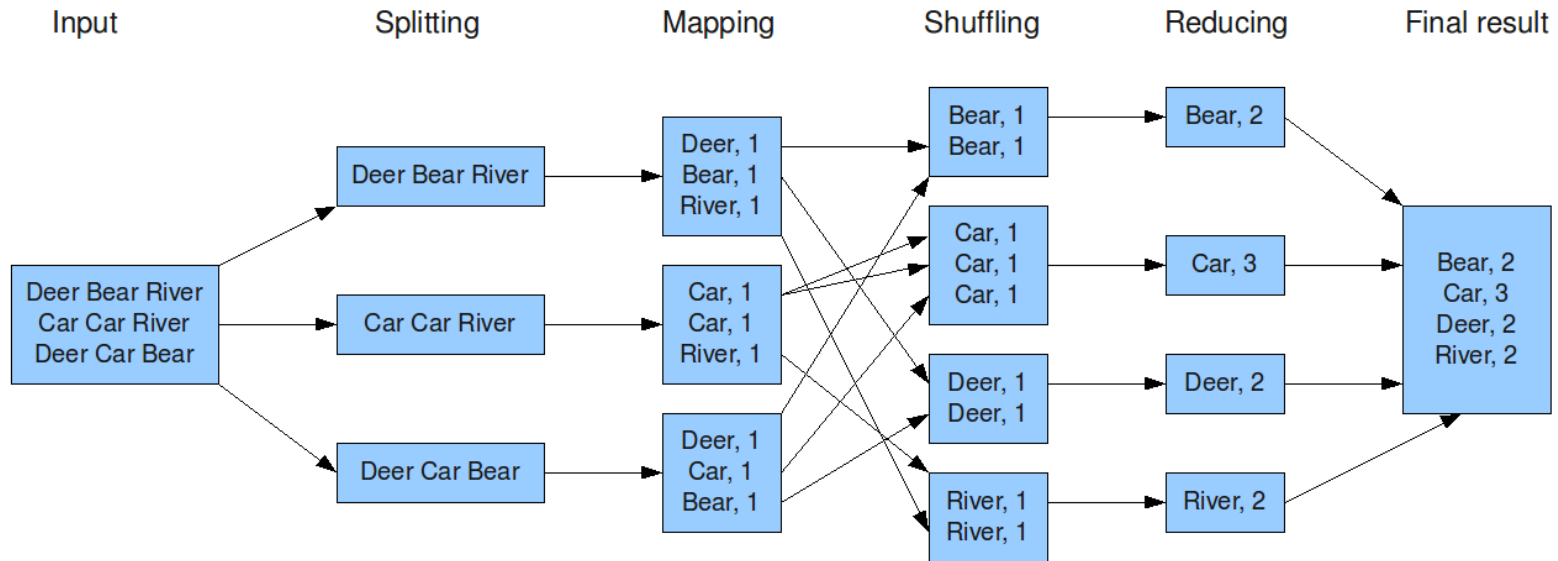 Input
Splitting
Mapping
Shuffling
Reducing
Final result
Deer Bear River
Car Car River
Deer Car Bear
Deer Bear River
Car Car River
Deer Car Bear
Deer, 1
Bear, 1
River, 1
Car, 1
Car, 1
River, 1
Deer, 1
Car, 1
Bear, 1
Bear, 1
Bear, 1
Car, 1
Car, 1
Car, 1
Deer, 1
Deer, 1
River, 1
River, 1
Bear, 2
Car, 3
Deer, 2
River, 2
Bear, 2
Car, 3
Deer, 2
River, 2